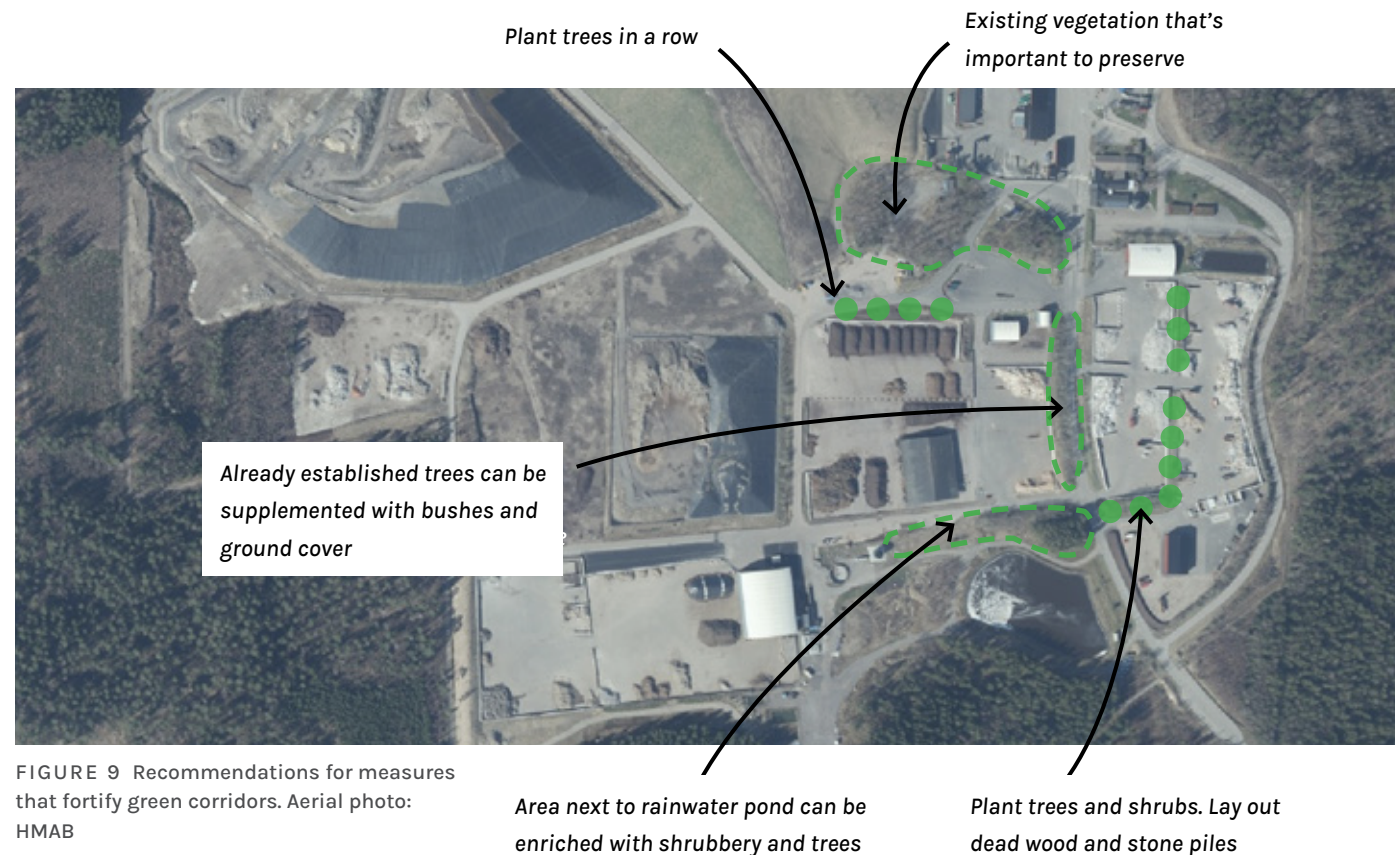 Plant trees in a row
Existing vegetation that's
important to preserve
Already established trees can be
supplemented with bushes and
ground cover
FIGURE 9 Recommendations for measures
that fortify green corridors. Aerial photo:
HMAB
Area next to rainwater pond can be
enriched with shrubbery and trees
Plant trees and shrubs. Lay out
dead wood and stone piles